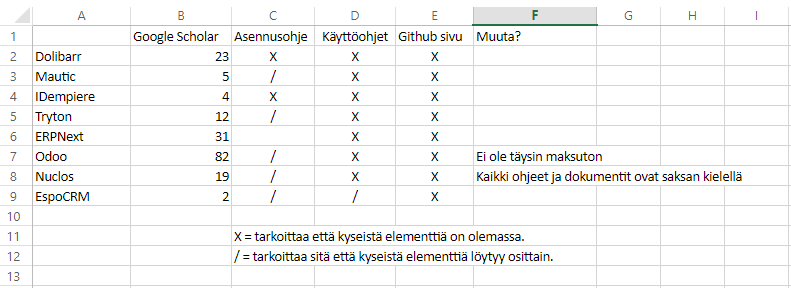 A B C D E F G H I
1 Google Scholar Asennusohje Käyttöohjet Github sivu Muuta?
2 Dolibarr 23 X X X
3 Mautic 5 / X X
4 IDempiere 4 X X X
5 Tryton 12 / X X
6 ERPNext 31 X X
7 Odoo 82 / X X Ei ole täysin maksuton
8 Nuclos 19 / X X Kaikki ohjeet ja dokumentit ovat saksan kielellä
9 EspoCRM 2 / / X
10
11 X = tarkoittaa että kyseistä elementtiä on olemassa.
12 / = tarkoittaa sitä että kyseistä elementtiä löytyy osittain.
13